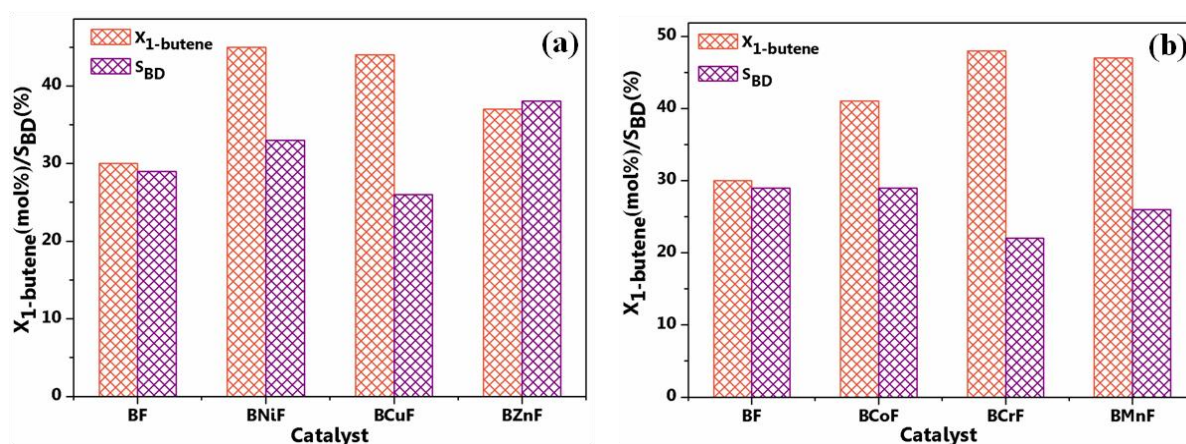 (a)
X1-butene
SBD
X1-butene(mol%)/SBD(%)
40
30
20
10
0
BF BNiF BCuF BZnF
Catalyst
(b)
X1-butene
SBD
X1-butene(mol%)/SBD(%)
50
40
30
20
10
0
BF BCoF BCrF BMnF
Catalyst